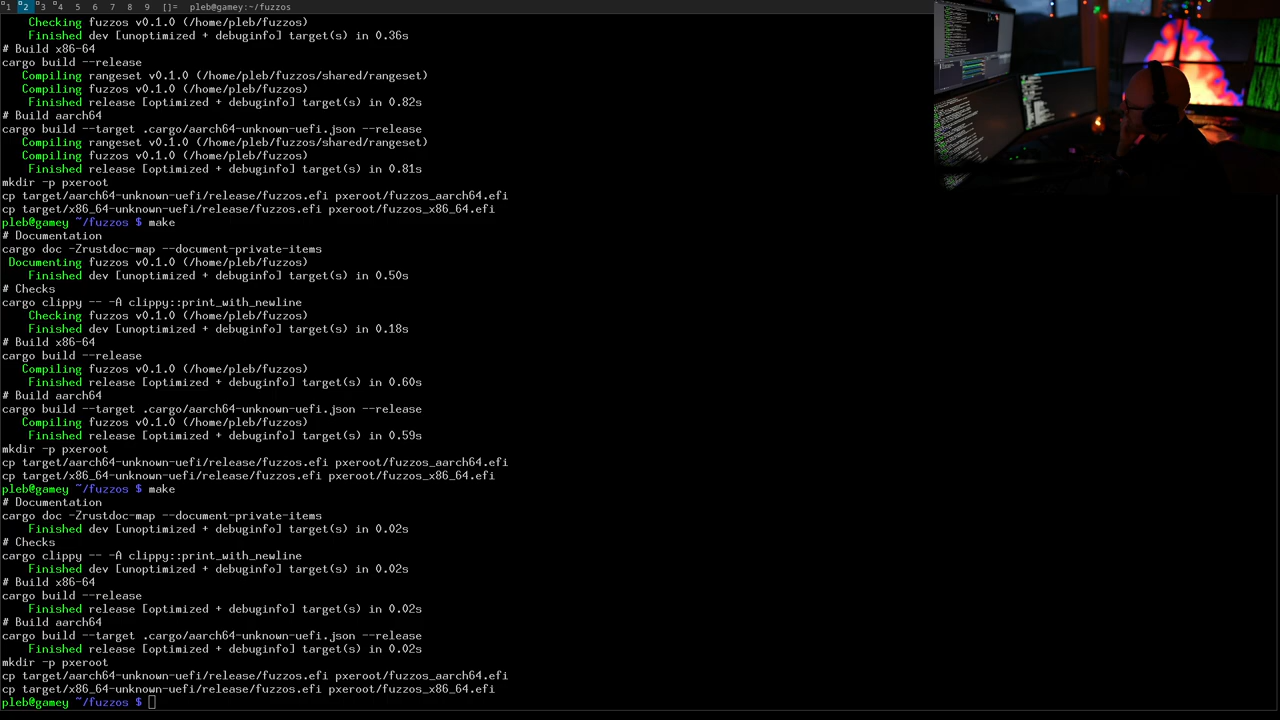 1 2 3 4 5 6 7 8 9 []= pleb@gamey:~/fuzzos
Checking fuzzos v0.1.0 (/home/pleb/fuzzos)
Finished dev [unoptimized + debuginfo] target(s) in 0.36s
# Build x86-64
cargo build --release
Compiling rangeset v0.1.0 (/home/pleb/fuzzos/shared/rangeset)
Compiling fuzzos v0.1.0 (/home/pleb/fuzzos)
Finished release [optimized + debuginfo] target(s) in 0.82s
# Build aarch64
cargo build --target .cargo/aarch64-unknown-uefi.json --release
Compiling rangeset v0.1.0 (/home/pleb/fuzzos/shared/rangeset)
Compiling fuzzos v0.1.0 (/home/pleb/fuzzos)
Finished release [optimized + debuginfo] target(s) in 0.81s
mkdir -p pxeroot
cp target/aarch64-unknown-uefi/release/fuzzos.efi pxeroot/fuzzos_aarch64.efi
cp target/x86_64-unknown-uefi/release/fuzzos.efi pxeroot/fuzzos_x86_64.efi
pleb@gamey ~/fuzzos $ make
# Documentation
cargo doc -Zrustdoc-map --document-private-items
Documenting fuzzos v0.1.0 (/home/pleb/fuzzos)
Finished dev [unoptimized + debuginfo] target(s) in 0.50s
# Checks
cargo clippy -- -A clippy::print_with_newline
Checking fuzzos v0.1.0 (/home/pleb/fuzzos)
Finished dev [unoptimized + debuginfo] target(s) in 0.18s
# Build x86-64
cargo build --release
Compiling fuzzos v0.1.0 (/home/pleb/fuzzos)
Finished release [optimized + debuginfo] target(s) in 0.60s
# Build aarch64
cargo build --target .cargo/aarch64-unknown-uefi.json --release
Compiling fuzzos v0.1.0 (/home/pleb/fuzzos)
Finished release [optimized + debuginfo] target(s) in 0.59s
mkdir -p pxeroot
cp target/aarch64-unknown-uefi/release/fuzzos.efi pxeroot/fuzzos_aarch64.efi
cp target/x86_64-unknown-uefi/release/fuzzos.efi pxeroot/fuzzos_x86_64.efi
pleb@gamey ~/fuzzos $ make
# Documentation
cargo doc -Zrustdoc-map --document-private-items
Finished dev [unoptimized + debuginfo] target(s) in 0.02s
# Checks
cargo clippy -- -A clippy::print_with_newline
Finished dev [unoptimized + debuginfo] target(s) in 0.02s
# Build x86-64
cargo build --release
Finished release [optimized + debuginfo] target(s) in 0.02s
# Build aarch64
cargo build --target .cargo/aarch64-unknown-uefi.json --release
Finished release [optimized + debuginfo] target(s) in 0.02s
mkdir -p pxeroot
cp target/aarch64-unknown-uefi/release/fuzzos.efi pxeroot/fuzzos_aarch64.efi
cp target/x86_64-unknown-uefi/release/fuzzos.efi pxeroot/fuzzos_x86_64.efi
pleb@gamey ~/fuzzos $